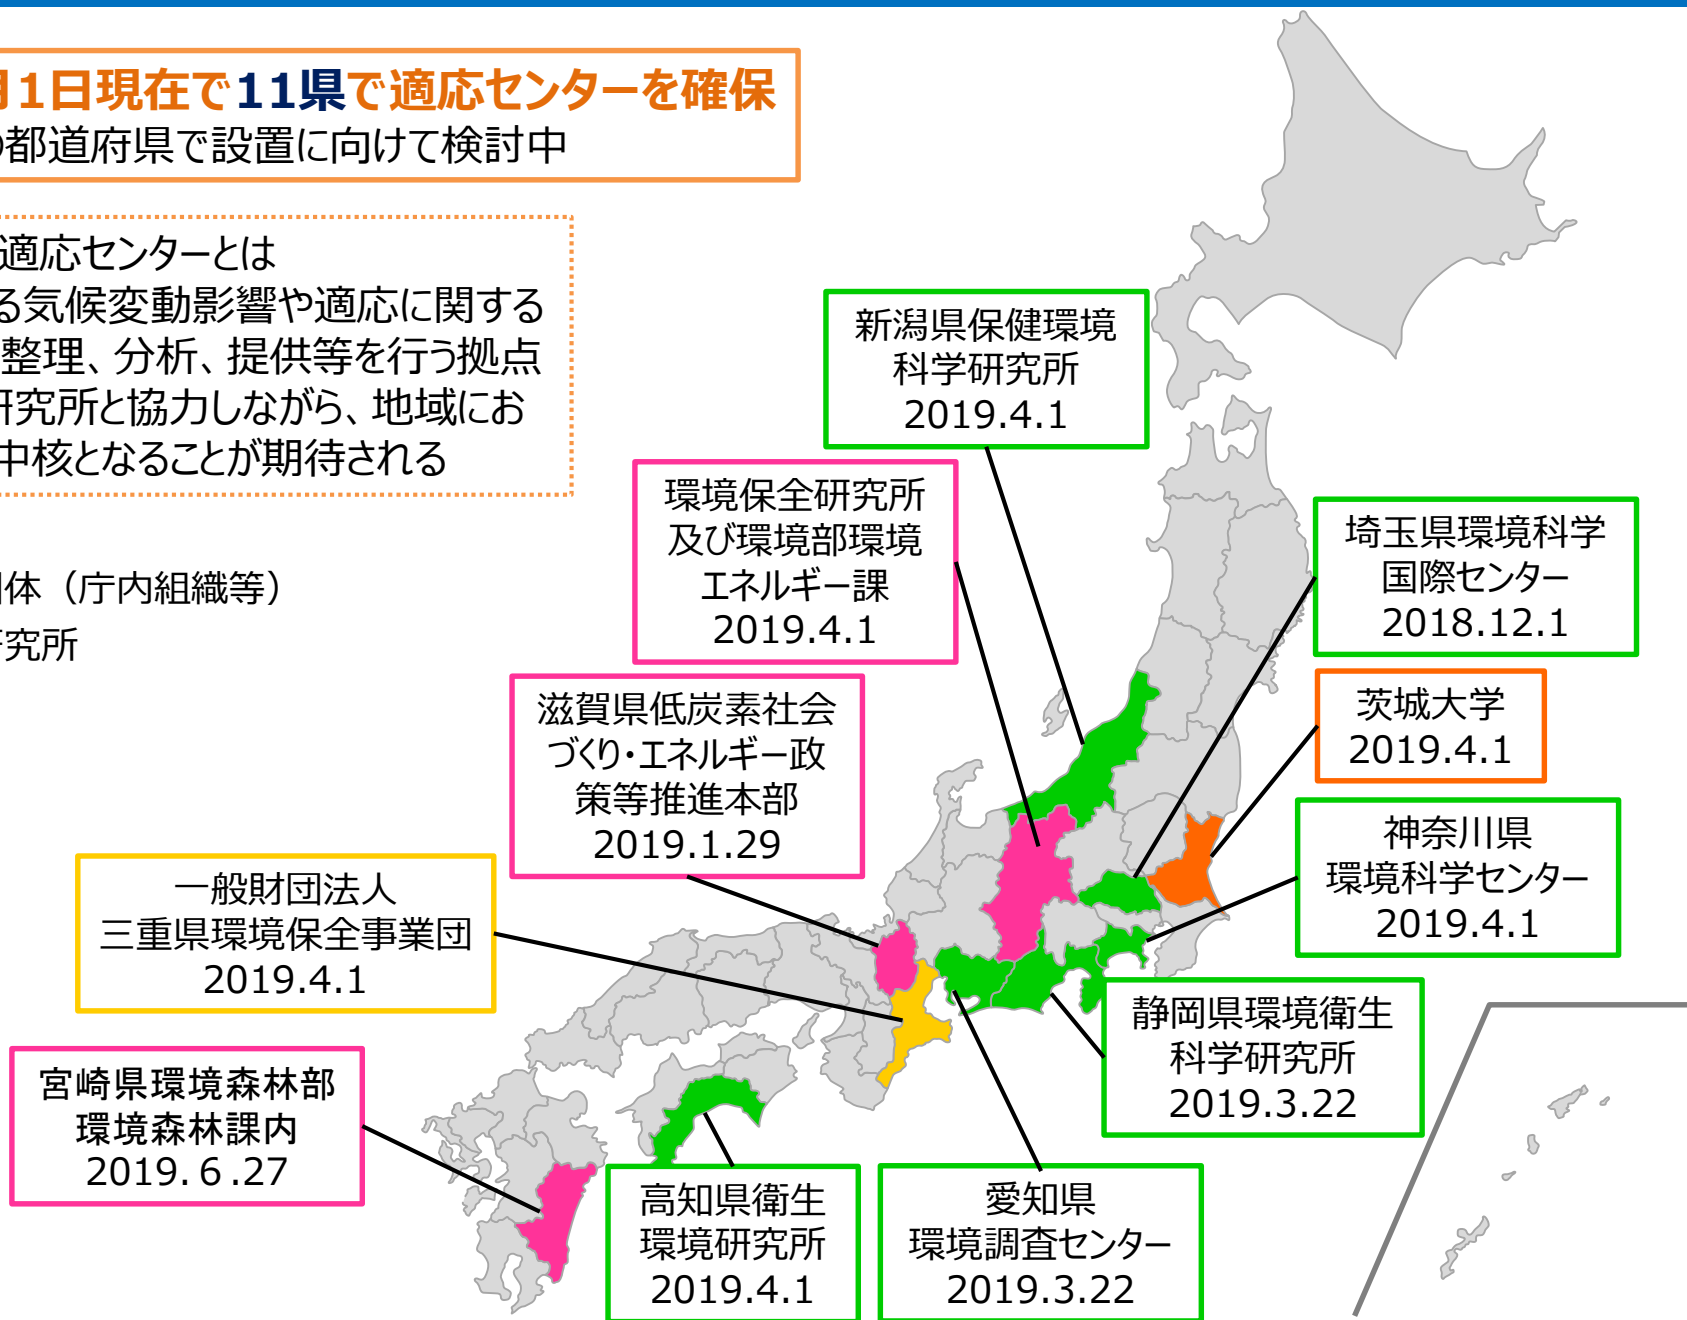 月1日現在で11県で適応センターを確保
の都道府県で設置に向けて検討中
適応センターとは
る気候変動影響や適応に関する
整理、分析、提供等を行う拠点
研究所と協力しながら、地域にお
中核となることが期待される
団体（庁内組織等）
研究所
新潟県保健環境
科学研究所
2019.4.1
環境保全研究所
及び環境部環境
エネルギー課
2019.4.1
埼玉県環境科学
国際センター
2018.12.1
滋賀県低炭素社会
づくり・エネルギー政
策等推進本部
2019.1.29
茨城大学
2019.4.1
神奈川県
環境科学センター
2019.4.1
一般財団法人
三重県環境保全事業団
2019.4.1
静岡県環境衛生
科学研究所
2019.3.22
宮崎県環境森林部
環境森林課内
2019.６.27
高知県衛生
環境研究所
2019.4.1
愛知県
環境調査センター
2019.3.22